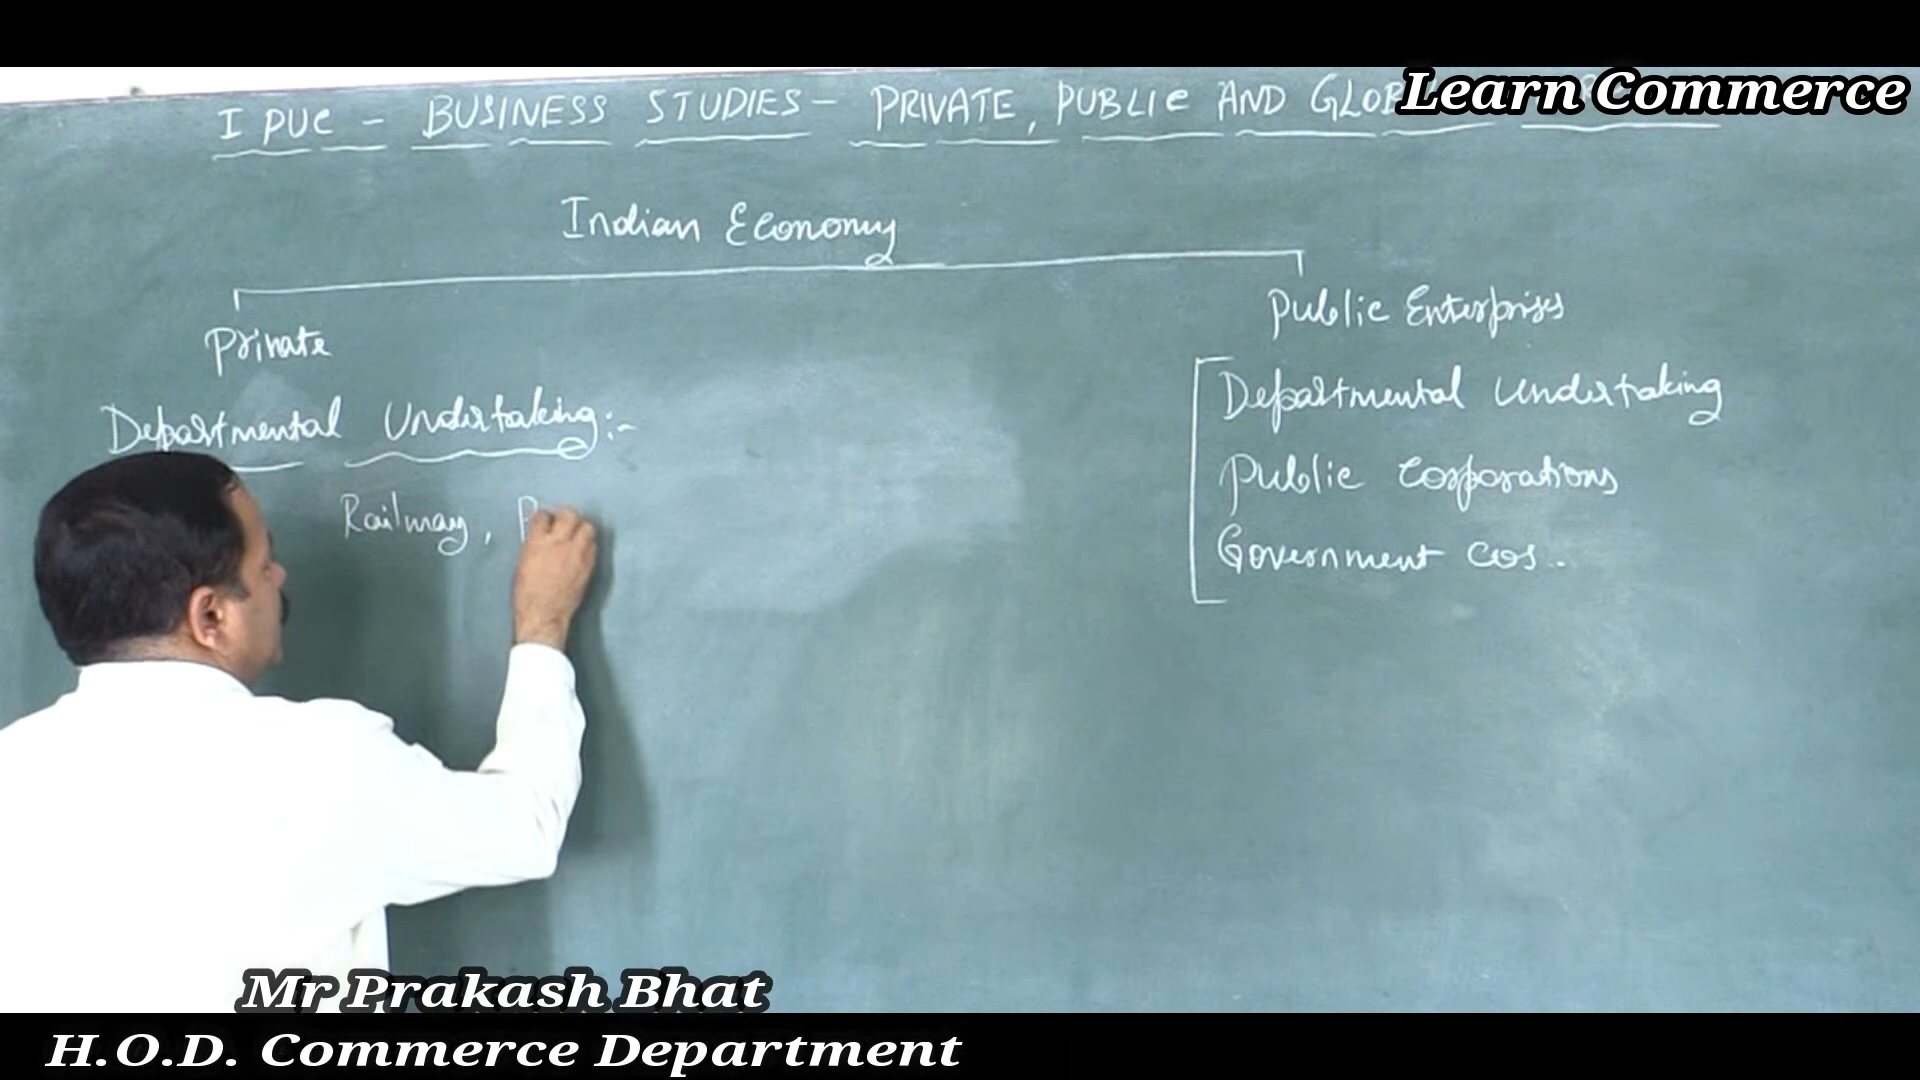 Learn Commerce
I PUC - BUSINESS STUDIES - PRIVATE, PUBLIC AND
Indian Economy
Private
Public Enterprises
Departmental Undertaking:-
Departmental Undertaking
Railway,
Public Corporations
Government Cos..
Mr Prakash Bhat
H.O.D. Commerce Department